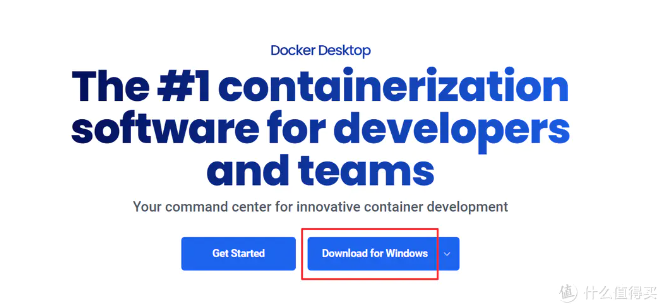 Docker Desktop
The #1 containerization
software for developers
and teams
Your command center for innovative container development
Get Started
Download for Windows
值 什么值得买